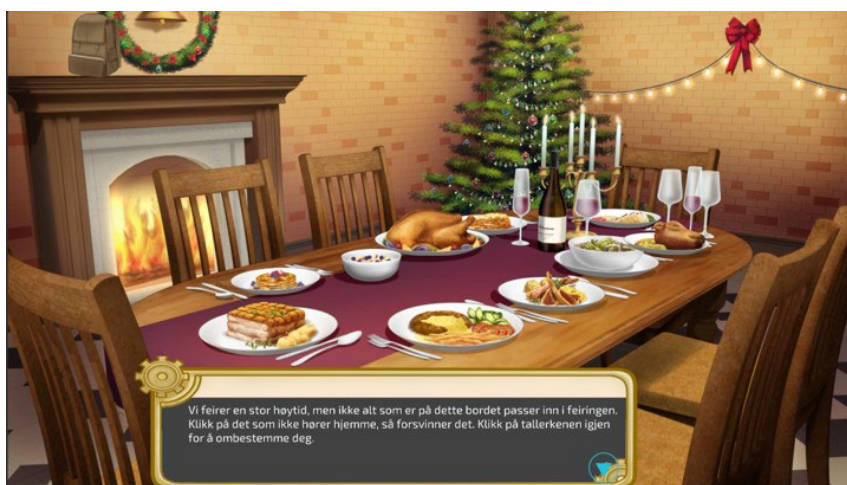 Vi feirer en stor høytid, men ikke alt som er på dette bordet passer inn i feiringen.
Klikk på det som ikke hører hjemme, så forsvinner det. Klikk på tallerkenen igjen
for å ombestemme deg.